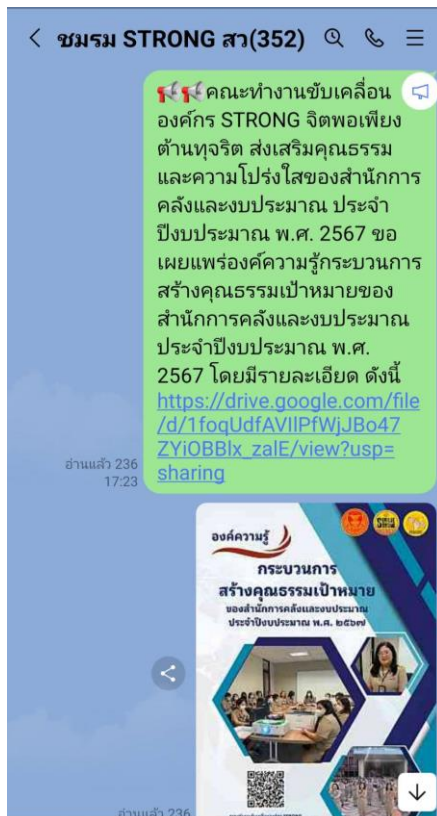 ชมรม STRONG สว(352)
📢📢คณะทำงานขับเคลื่อน
องค์กร STRONG จิตพอเพียง
ต้านทุจริต ส่งเสริมคุณธรรม
และความโปร่งใสของสำนักการ
คลังและงบประมาณ ประจำ
ปีงบประมาณ พ.ศ. 2567 ขอ
เผยแพร่องค์ความรู้กระบวนการ
สร้างคุณธรรมเป้าหมายของ
สำนักการคลังและงบประมาณ
ประจำปีงบประมาณ พ.ศ.
2567 โดยมีรายละเอียด ดังนี้
https://drive.google.com/file
/d/1foqUdfAVIlPfWjJBo47
ZYiOBBlx_zalE/view?usp=
sharing
อ่านแล้ว 236
17:23
องค์ความรู้
กระบวนการ
สร้างคุณธรรมเป้าหมาย
ของสำนักการคลังและงบประมาณ
ประจำปีงบประมาณ พ.ศ. ๒๕๖๗
อ่านแล้ว 236